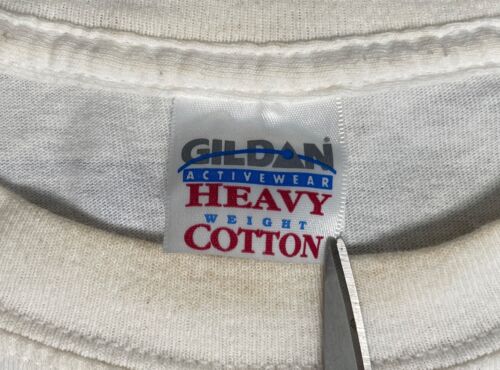 GILDAN
ACTIVEWEAR
HEAVY
WEIGHT
COTTON